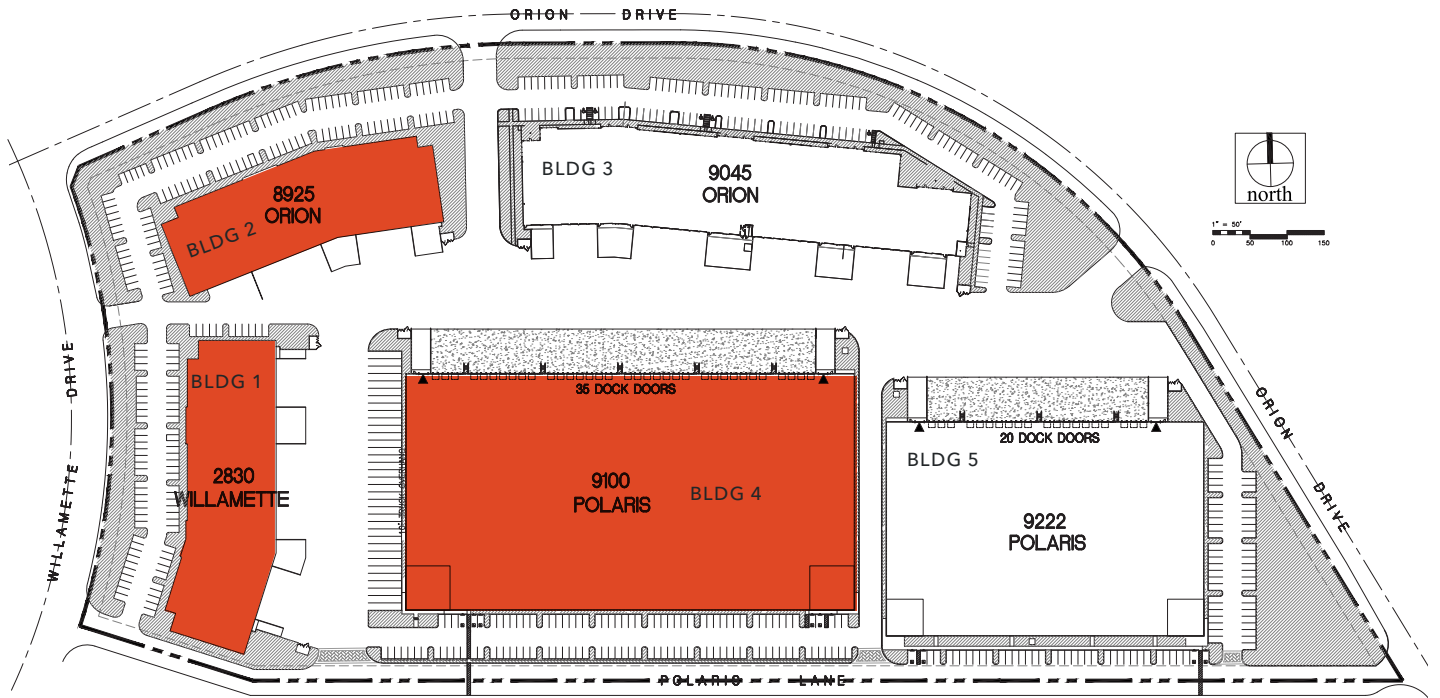 ORION DRIVE
BLDG 3
9045
ORION
8925
ORION
BLDG 2
north
1" = 50'
0 50 100 150
WILLAMETTE DRIVE
BLDG 1
2830
WILLAMETTE
35 DOCK DOORS
9100
POLARIS
BLDG 4
20 DOCK DOORS
BLDG 5
9222
POLARIS
ORION DRIVE
POLARIS LANE